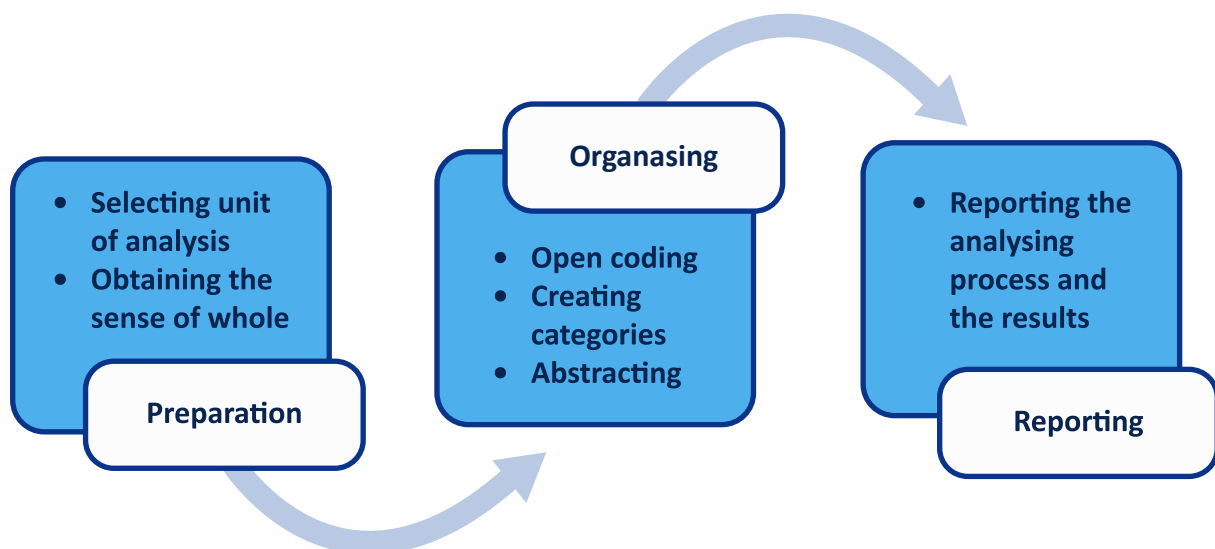 • Selecting unit
of analysis
• Obtaining the
sense of whole
Preparation
Organasing
• Open coding
• Creating
categories
• Abstracting
• Reporting the
analysing
process and
the results
Reporting